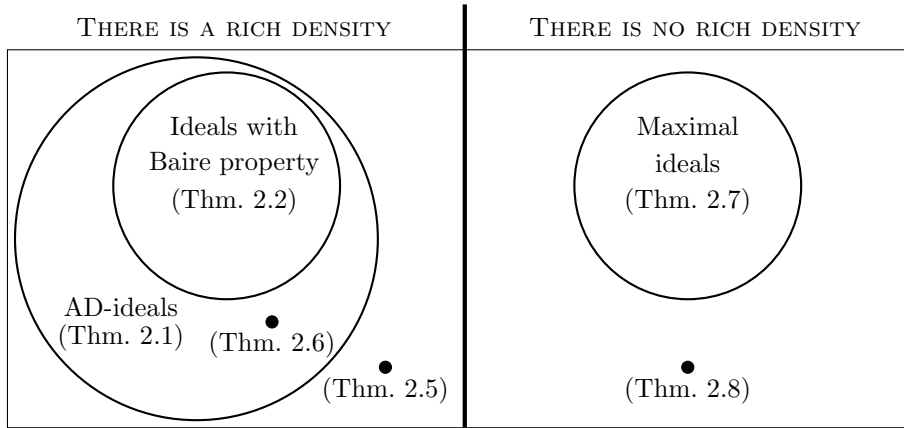 THERE IS A RICH DENSITY
THERE IS NO RICH DENSITY
Ideals with
Baire property
(Thm. 2.2)
AD-ideals
(Thm. 2.1)
(Thm. 2.6)
(Thm. 2.5)
Maximal
ideals
(Thm. 2.7)
(Thm. 2.8)